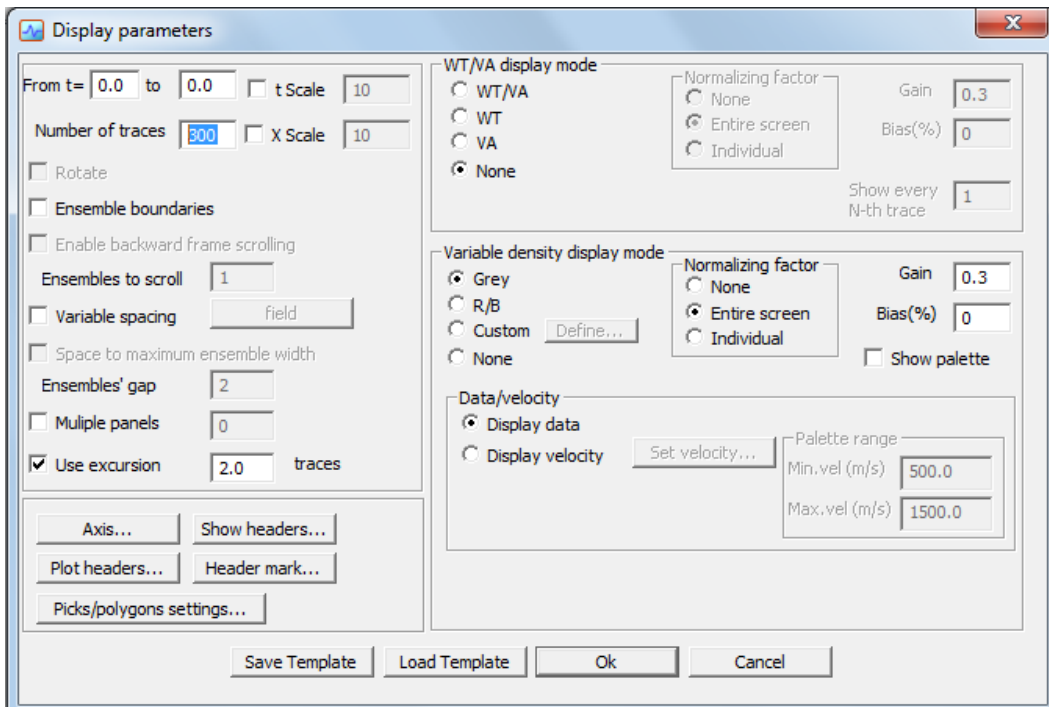 Display parameters
X
From t= 0.0 to 0.0 t Scale 10
Number of traces 300 X Scale 10
Rotate
Ensemble boundaries
Enable backward frame scrolling
Ensembles to scroll 1
Variable spacing field
Space to maximum ensemble width
Ensembles' gap 2
Muliple panels 0
Use excursion 2.0 traces
Axis... Show headers...
Plot headers... Header mark...
Picks/polygons settings...
WT/VA display mode
WT/VA
WT
VA
None
Normalizing factor
None
Entire screen
Individual
Gain 0.3
Bias(%) 0
Show every
N-th trace 1
Variable density display mode
Grey
R/B
Custom Define...
None
Normalizing factor
None
Entire screen
Individual
Gain 0.3
Bias(%) 0
Show palette
Data/velocity
Display data
Display velocity Set velocity...
Palette range
Min.vel (m/s) 500.0
Max.vel (m/s) 1500.0
Save Template Load Template Ok Cancel